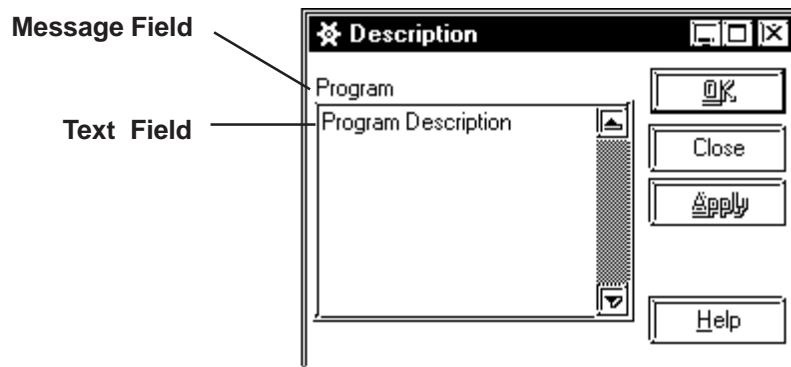 Message Field
Description
Program
OK
Text Field
Program Description
Close
Apply
Help